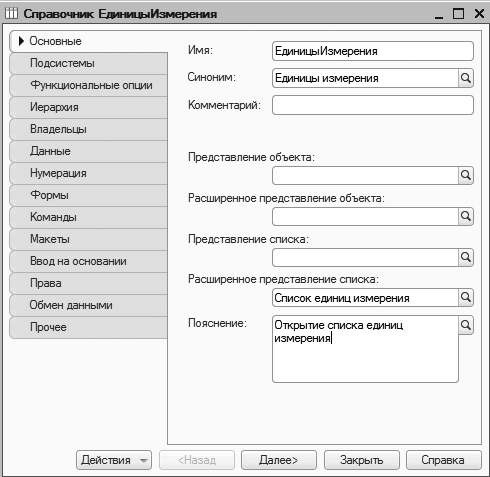 Справочник ЕдиницыИзмерения
Основные
Подсистемы
Функциональные опции
Иерархия
Владельцы
Данные
Нумерация
Формы
Команды
Макеты
Ввод на основании
Права
Обмен данными
Прочее
Имя: ЕдиницыИзмерения
Синоним: Единицы измерения
Комментарий:
Представление объекта:
Расширенное представление объекта:
Представление списка:
Расширенное представление списка:
Список единиц измерения
Пояснение: Открытие списка единиц
измерения
Действия <Назад Далее> Закрыть Справка